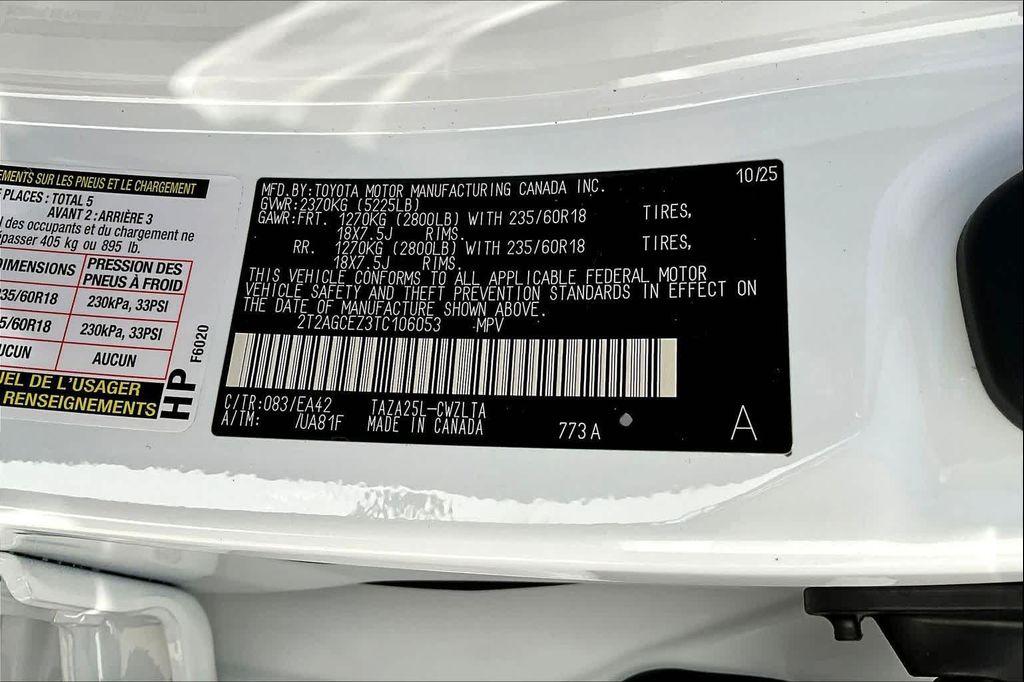 EMENTS SUR LES PNEUS ET LE CHARGEMENT
PLACES : TOTAL 5
AVANT 2 : ARRIÈRE 3
des occupants et du chargement ne
épasser 405 kg ou 895 lb.
DIMENSIONS PRESSION DES PNEUS À FROID
235/60R18 230kPa, 33PSI
5/60R18 230kPa, 33PSI
UCUN AUCUN
UEL DE L'USAGER
RENSEIGNEMENTS
HP F6020
10/25
MFD.BY:TOYOTA MOTOR MANUFACTURING CANADA INC.
GVWR:2370KG (5225LB)
GAWR:FRT. 1270KG (2800LB) WITH 235/60R18 TIRES,
18X7.5J RIMS.
RR. 1270KG (2800LB) WITH 235/60R18 TIRES,
18X7.5J RIMS.
THIS VEHICLE CONFORMS TO ALL APPLICABLE FEDERAL MOTOR
VEHICLE SAFETY AND THEFT PREVENTION STANDARDS IN EFFECT ON
THE DATE OF MANUFACTURE SHOWN ABOVE.
2T2AGCEZ3TC106053 MPV
C/TR:083/EA42 TAZA25L-CWZLTA
A/TM: /UA81F MADE IN CANADA
773A
A